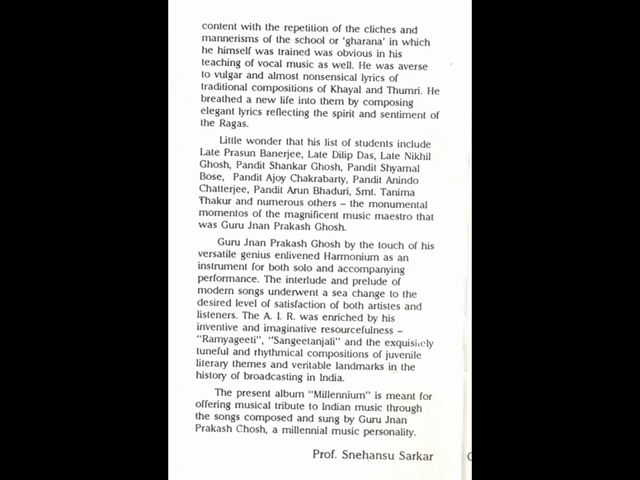 content with the repetition of the cliches and
mannerisms of the school or 'gharana' in which
he himself was trained was obvious in his
teaching of vocal music as well. He was averse
to vulgar and almost nonsensical lyrics of
traditional compositions of Khayal and Thumri. He
breathed a new life into them by composing
elegant lyrics reflecting the spirit and sentiment of
the Ragas.
Little wonder that his list of students include
Late Prasun Banerjee, Late Dilip Das, Late Nikhil
Ghosh, Pandit Shankar Ghosh, Pandit Shyamal
Bose, Pandit Ajoy Chakrabarty, Pandit Anindo
Chatterjee, Pandit Arun Bhaduri, Smt. Tanima
Thakur and numerous others – the monumental
momentos of the magnificent music maestro that
was Guru Jnan Prakash Ghosh.
Guru Jnan Prakash Ghosh by the touch of his
versatile genius enlivened Harmonium as an
instrument for both solo and accompanying
performance. The interlude and prelude of
modern songs underwent a sea change to the
desired level of satisfaction of both artistes and
listeners. The A. I. R. was enriched by his
inventive and imaginative resourcefulness –
"Ramyageeti", "Sangeetanjali" and the exquisitely
tuneful and rhythmical compositions of juvenile
literary themes and veritable landmarks in the
history of broadcasting in India.
The present album "Millennium" is meant for
offering musical tribute to Indian music through
the songs composed and sung by Guru Jnan
Prakash Ghosh, a millennial music personality.
Prof. Snehansu Sarkar